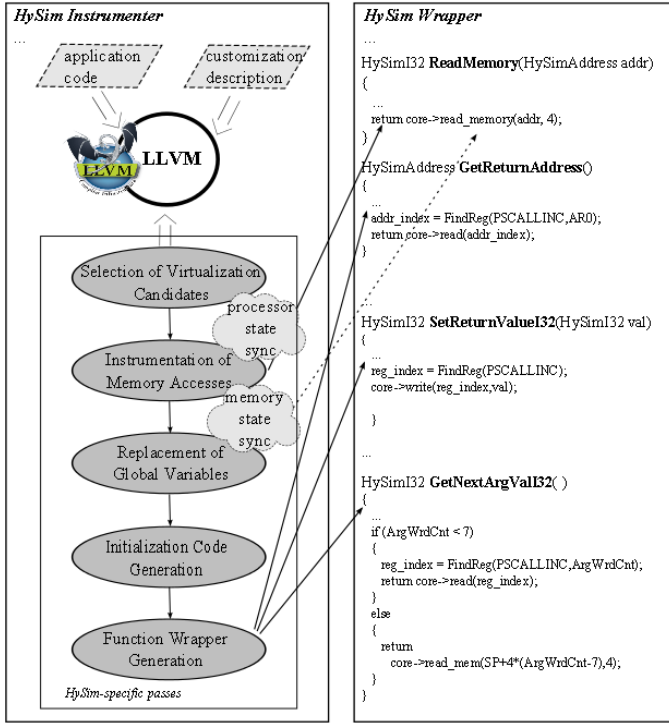 HySim Instrumenter
...
application
code
customization
description
LLVM
LLVM
Selection of Virtualization
Candidates
processor
state
sync
Instrumentation of
Memory Accesses
memory
state
sync
Replacement of
Global Variables
Initialization Code
Generation
Function Wrapper
Generation
HySim-specific passes
HySim Wrapper
...
HySimI32 ReadMemory(HySimAddress addr)
{
...
return core->read_memory(addr, 4);
}
HySimAddress GetReturnAddress()
{
...
addr_index = FindReg(PSCALLINC,AR0);
return core->read(addr_index);
}
...
HySimI32 SetReturnValueI32(HySimI32 val)
{
...
reg_index = FindReg(PSCALLINC);
core->write(reg_index,val);
}
...
HySimI32 GetNextArgValI32( )
{
...
if (ArgWrdCnt < 7)
{
reg_index = FindReg(PSCALLINC,ArgWrdCnt);
return core->read(reg_index);
}
else
{
return
core->read_mem(SP+4*(ArgWrdCnt-7),4);
}
}